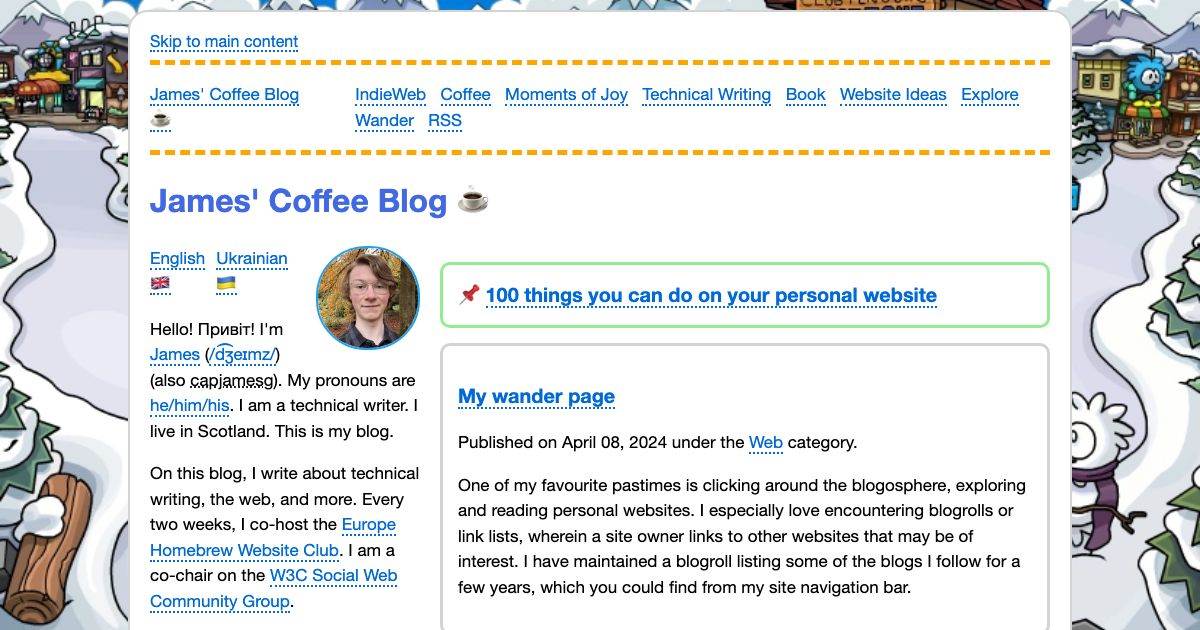 Skip to main content
James' Coffee Blog
☕
IndieWeb Coffee Moments of Joy Technical Writing Book Website Ideas Explore
Wander RSS
James' Coffee Blog ☕
English Ukrainian
🇬🇧 🇺🇦
Hello! Привіт! I'm
James (/d͡ʒeɪmz/)
(also capjamesg). My pronouns are
he/him/his. I am a technical writer. I
live in Scotland. This is my blog.
On this blog, I write about technical
writing, the web, and more. Every
two weeks, I co-host the Europe
Homebrew Website Club. I am a
co-chair on the W3C Social Web
Community Group.
📌 100 things you can do on your personal website
My wander page
Published on April 08, 2024 under the Web category.
One of my favourite pastimes is clicking around the blogosphere, exploring
and reading personal websites. I especially love encountering blogrolls or
link lists, wherein a site owner links to other websites that may be of
interest. I have maintained a blogroll listing some of the blogs I follow for a
few years, which you could find from my site navigation bar.